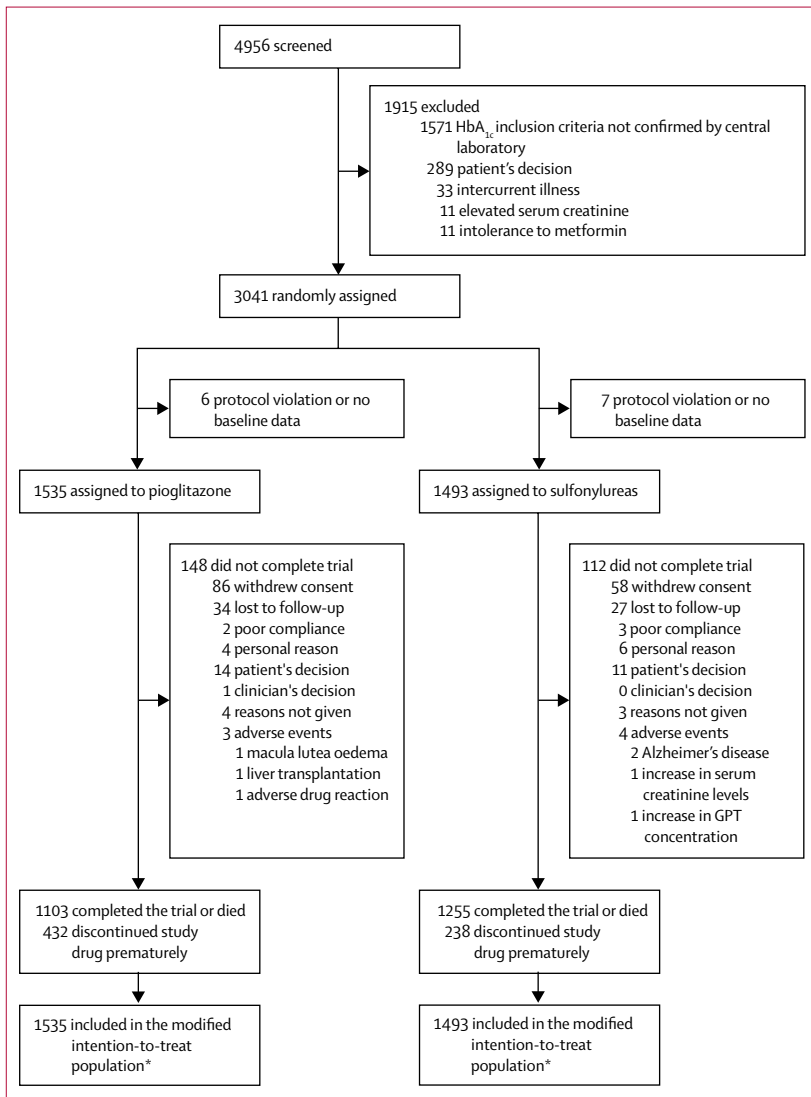 4956 screened
1915 excluded
1571 HbA1c inclusion criteria not confirmed by central
laboratory
289 patient's decision
33 intercurrent illness
11 elevated serum creatinine
11 intolerance to metformin
3041 randomly assigned
6 protocol violation or no
baseline data
7 protocol violation or no
baseline data
1535 assigned to pioglitazone
1493 assigned to sulfonylureas
148 did not complete trial
86 withdrew consent
34 lost to follow-up
2 poor compliance
4 personal reason
14 patient's decision
1 clinician's decision
4 reasons not given
3 adverse events
1 macula lutea oedema
1 liver transplantation
1 adverse drug reaction
112 did not complete trial
58 withdrew consent
27 lost to follow-up
3 poor compliance
6 personal reason
11 patient's decision
0 clinician's decision
3 reasons not given
4 adverse events
2 Alzheimer's disease
1 increase in serum
creatinine levels
1 increase in GPT
concentration
1103 completed the trial or died
432 discontinued study
drug prematurely
1255 completed the trial or died
238 discontinued study
drug prematurely
1535 included in the modified
intention-to-treat
population*
1493 included in the modified
intention-to-treat
population*